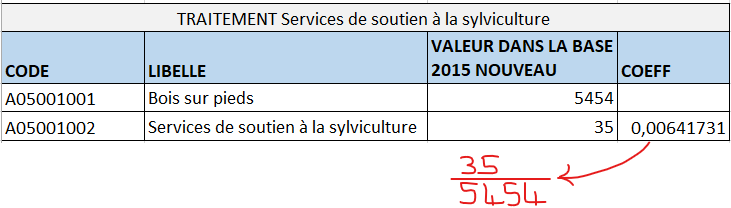 TRAITEMENT Services de soutien à la sylviculture
CODE LIBELLE VALEUR DANS LA BASE 2015 NOUVEAU COEFF
A05001001 Bois sur pieds 5454
A05001002 Services de soutien à la sylviculture 35 0,00641731
35
5454